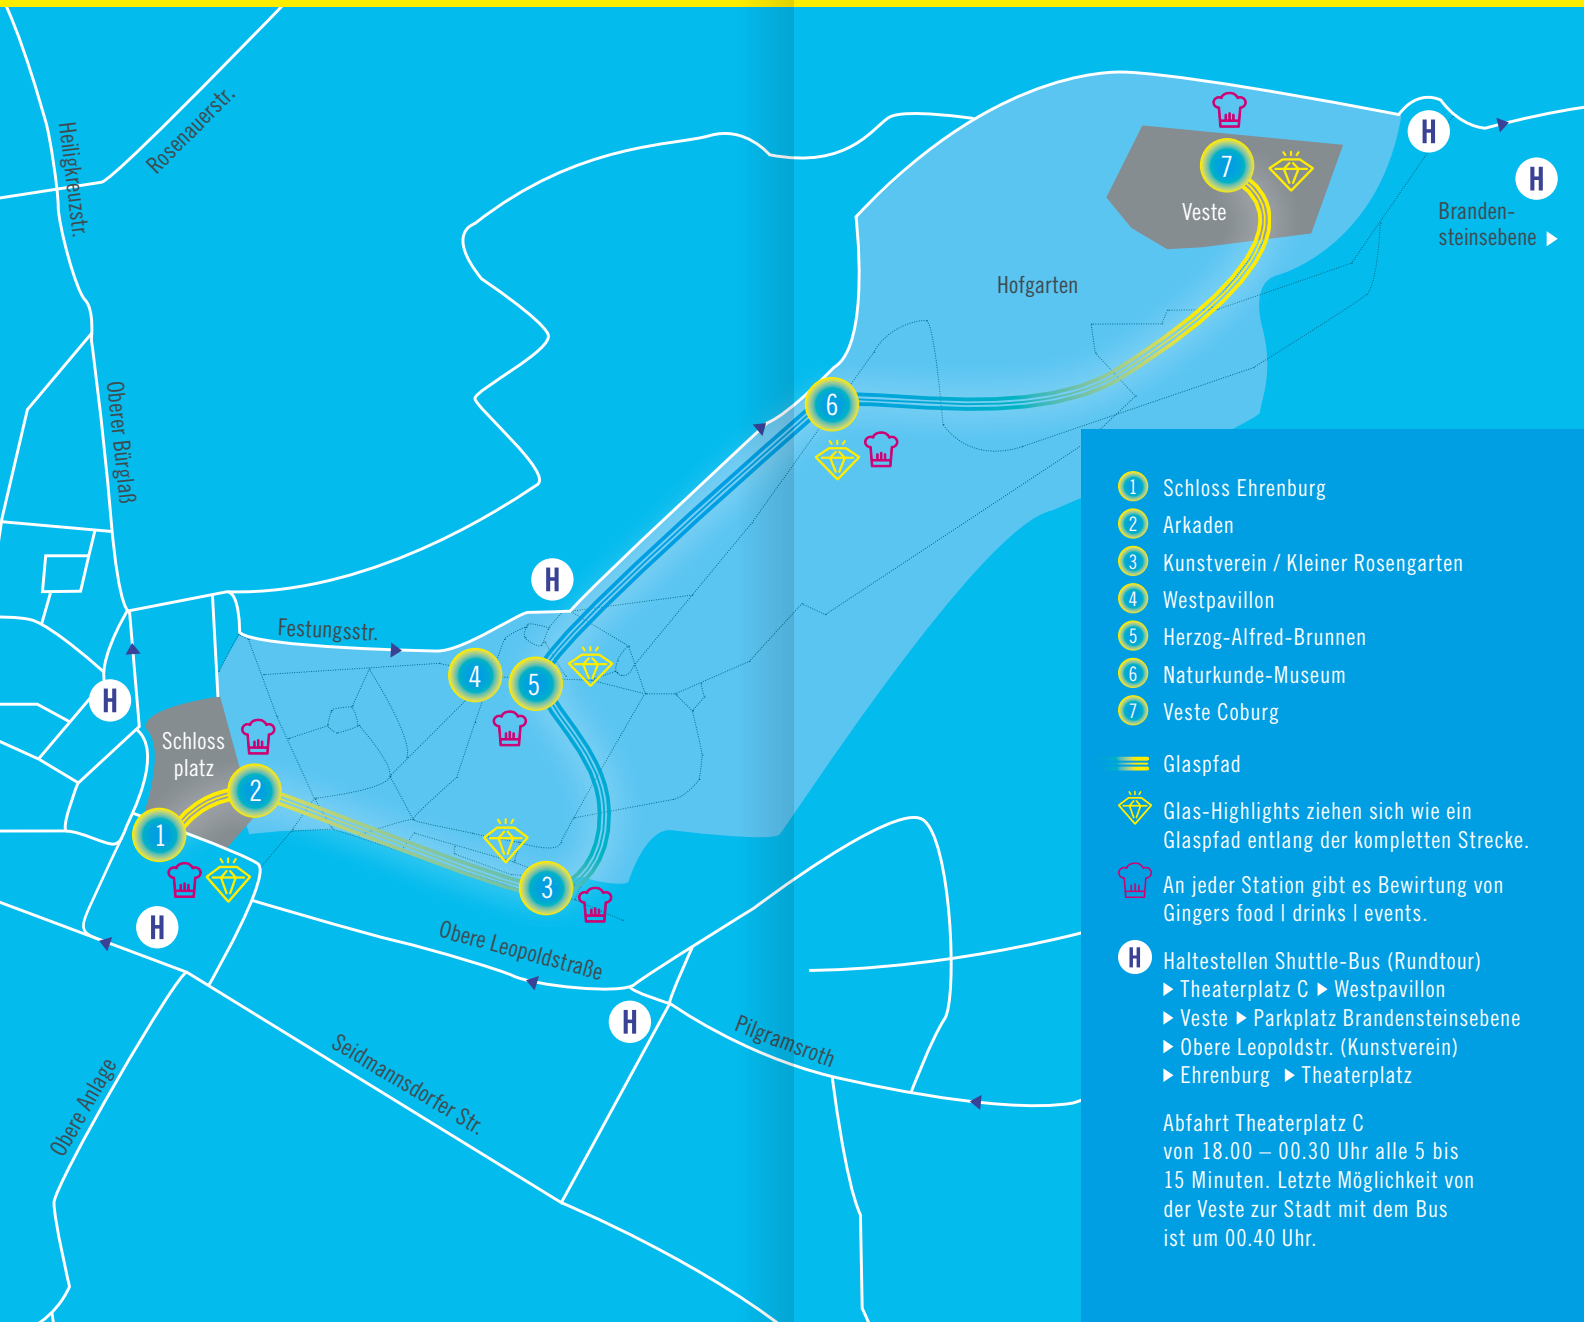 Heiligkreuzstr.
Rosenauerstr.
Oberer Bürglaß
Festungsstr.
Schloss
platz
Obere Leopoldstraße
Seidmannsdorfer Str.
Obere Anlage
Pilgramsroth
Hofgarten
Veste
Branden-
steinsebene
H
H
H
H
H
H
1
2
3
4
5
6
7
1 Schloss Ehrenburg
2 Arkaden
3 Kunstverein / Kleiner Rosengarten
4 Westpavillon
5 Herzog-Alfred-Brunnen
6 Naturkunde-Museum
7 Veste Coburg
Glaspfad
Glas-Highlights ziehen sich wie ein
Glaspfad entlang der kompletten Strecke.
An jeder Station gibt es Bewirtung von
Gingers food | drinks | events.
H Haltestellen Shuttle-Bus (Rundtour)
▶ Theaterplatz C ▶ Westpavillon
▶ Veste ▶ Parkplatz Brandensteinsebene
▶ Obere Leopoldstr. (Kunstverein)
▶ Ehrenburg ▶ Theaterplatz
Abfahrt Theaterplatz C
von 18.00 – 00.30 Uhr alle 5 bis
15 Minuten. Letzte Möglichkeit von
der Veste zur Stadt mit dem Bus
ist um 00.40 Uhr.